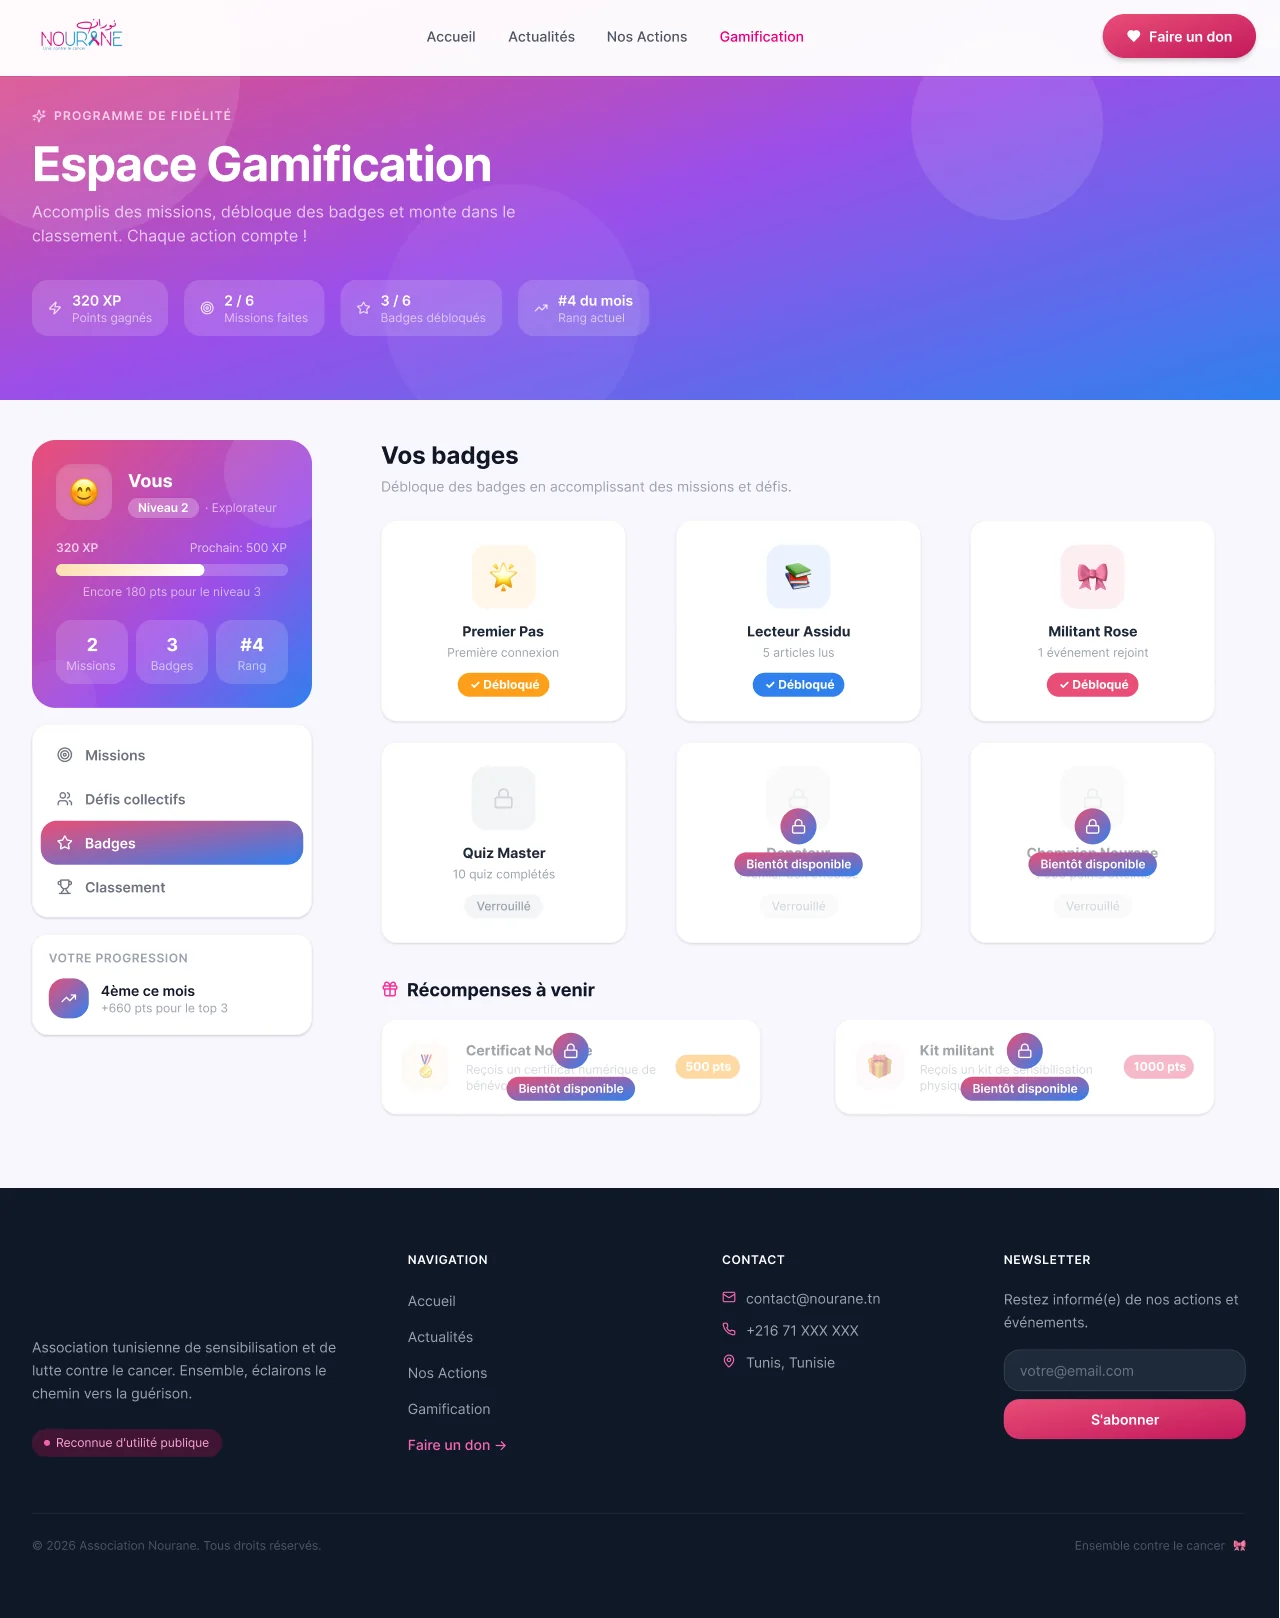 نوران
NOURANE
Accueil
Actualités
Nos Actions
Gamification
Faire un don
PROGRAMME DE FIDÉLITÉ
Espace Gamification
Accomplis des missions, débloque des badges et monte dans le
classement. Chaque action compte !
320 XP
Points gagnés
2 / 6
Missions faites
3 / 6
Badges débloqués
#4 du mois
Rang actuel
Vous
Niveau 2 · Explorateur
320 XP
Prochain: 500 XP
Encore 180 pts pour le niveau 3
2
Missions
3
Badges
#4
Rang
Missions
Défis collectifs
Badges
Classement
VOTRE PROGRESSION
4ème ce mois
+660 pts pour le top 3
Vos badges
Débloque des badges en accomplissant des missions et défis.
Premier Pas
Première connexion
✓ Débloqué
Lecteur Assidu
5 articles lus
✓ Débloqué
Militant Rose
1 événement rejoint
✓ Débloqué
Quiz Master
10 quiz complétés
Verrouillé
Donateur
Bientôt disponible
Verrouillé
Champion Nourane
Bientôt disponible
Verrouillé
Récompenses à venir
Certificat Nourane
Reçois un certificat numérique de
Bientôt disponible
500 pts
Kit militant
Reçois un kit de sensibilisation
Bientôt disponible
1000 pts
Association tunisienne de sensibilisation et de
lutte contre le cancer. Ensemble, éclairons le
chemin vers la guérison.
Reconnue d'utilité publique
NAVIGATION
Accueil
Actualités
Nos Actions
Gamification
Faire un don →
CONTACT
contact@nourane.tn
+216 71 XXX XXX
Tunis, Tunisie
NEWSLETTER
Restez informé(e) de nos actions et
événements.
votre@email.com
S'abonner
© 2026 Association Nourane. Tous droits réservés.
Ensemble contre le cancer